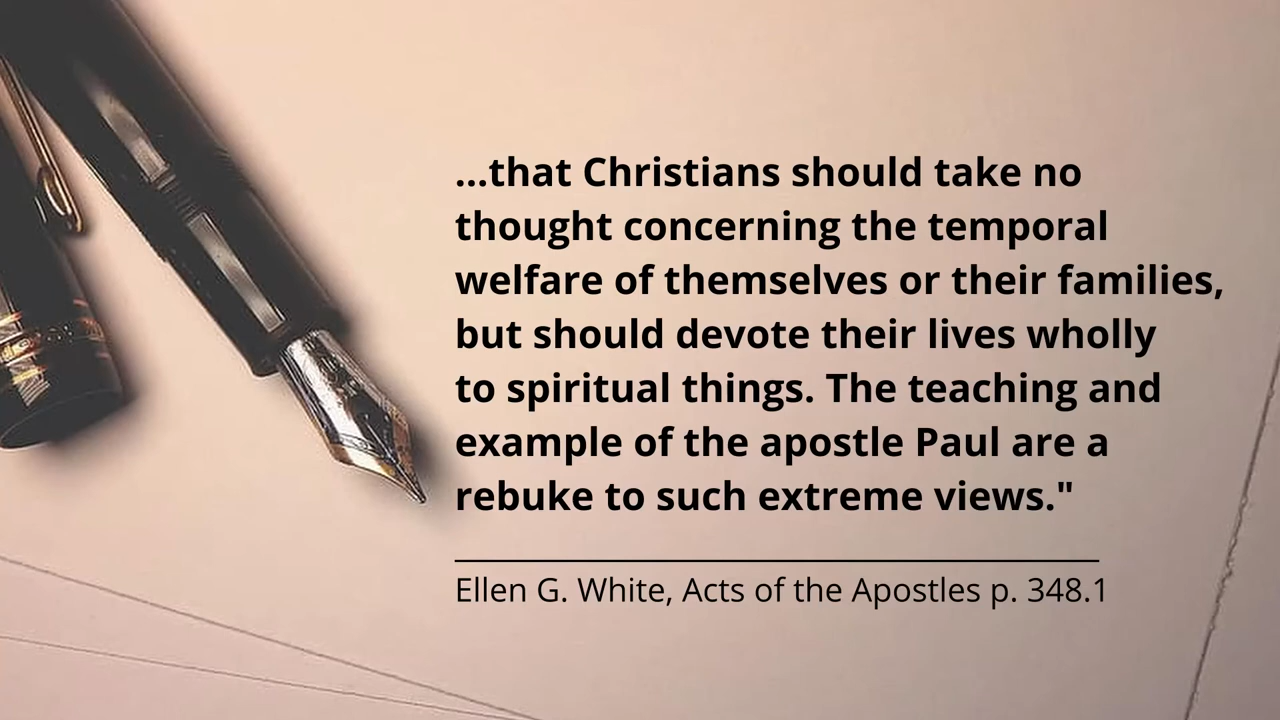 ...that Christians should take no
thought concerning the temporal
welfare of themselves or their families,
but should devote their lives wholly
to spiritual things. The teaching and
example of the apostle Paul are a
rebuke to such extreme views."
Ellen G. White, Acts of the Apostles p. 348.1